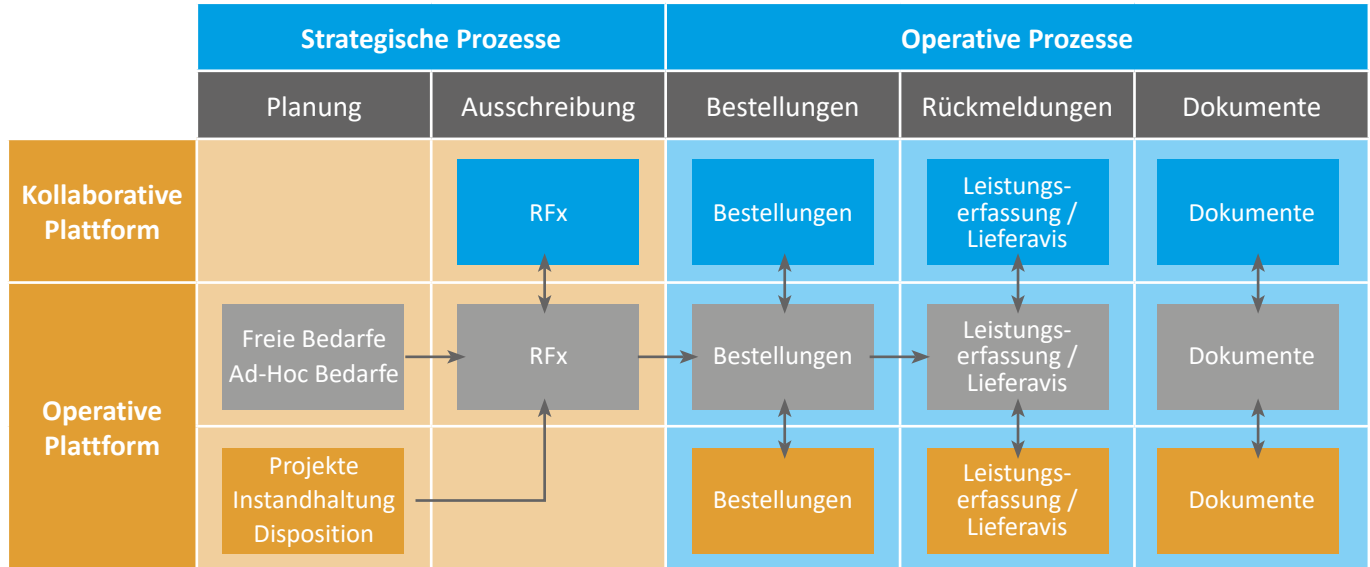 Strategische Prozesse
Operative Prozesse
Planung
Ausschreibung
Bestellungen
Rückmeldungen
Dokumente
Kollaborative
Plattform
RFx
Bestellungen
Leistungs-
erfassung /
Lieferavis
Dokumente
Operative
Plattform
Freie Bedarfe
Ad-Hoc Bedarfe
RFx
Bestellungen
Leistungs-
erfassung /
Lieferavis
Dokumente
Projekte
Instandhaltung
Disposition
Bestellungen
Leistungs-
erfassung /
Lieferavis
Dokumente